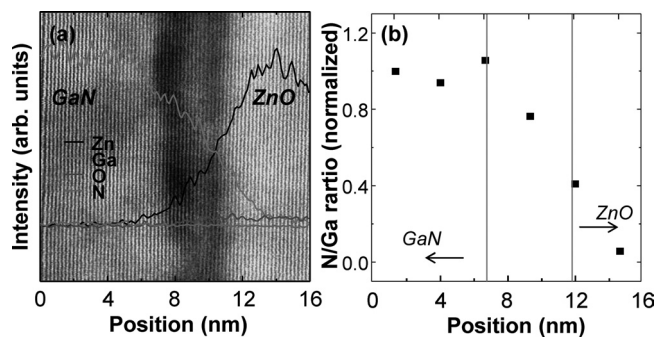 (a)
GaN
ZnO
Zn
Ga
O
N
Intensity (arb. units)
0 4 8 12 16
Position (nm)
(b)
N/Ga rartio (normalized)
1.2
0.8
0.4
0.0
GaN
ZnO
0 4 8 12 16
Position (nm)